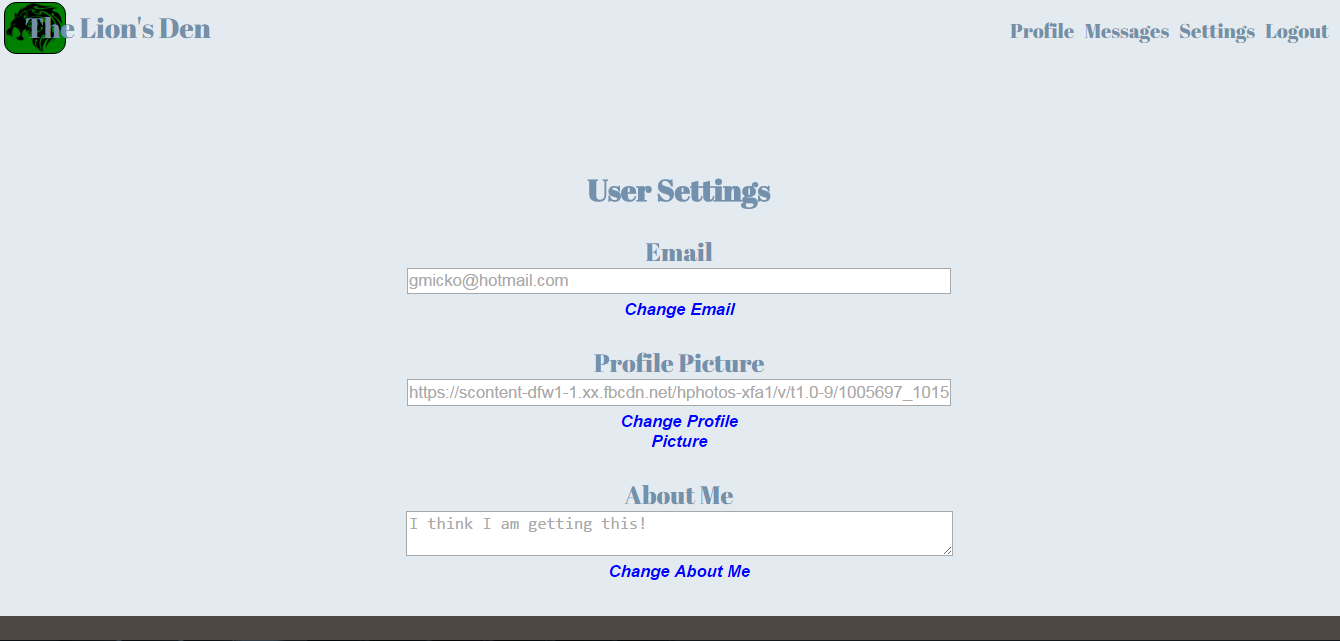 The Lion's Den
Profile Messages Settings Logout
User Settings
Email
gmicko@hotmail.com
Change Email
Profile Picture
https://scontent-dfw1-1.xx.fbcdn.net/hphotos-xfa1/v/t1.0-9/1005697_1015
Change Profile
Picture
About Me
I think I am getting this!
Change About Me